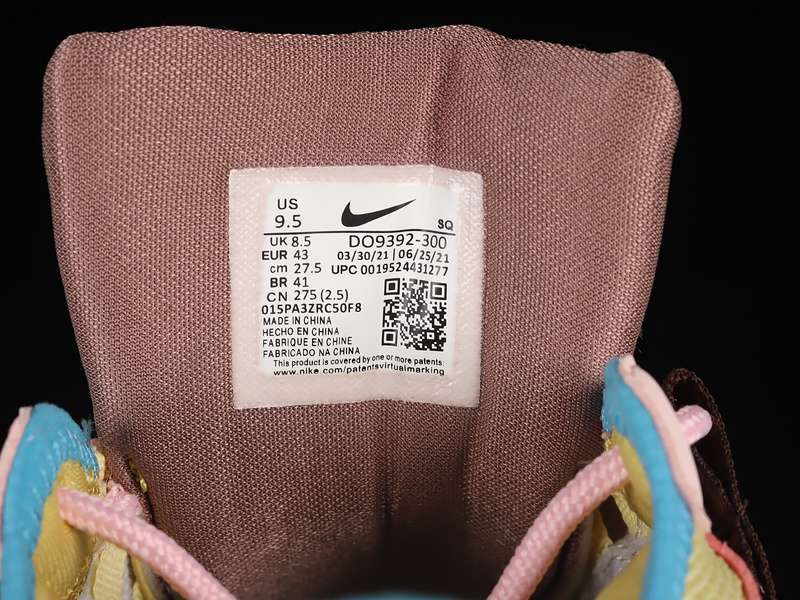 US
9.5
SQ
UK 8.5 DO9392-300
EUR 43 03/30/21 | 06/25/21
cm 27.5 UPC 0019524431277
BR 41
CN 275 (2.5)
015PA3ZRC50F8
MADE IN CHINA
HECHO EN CHINA
FABRIQUE EN CHINE
FABRICADO NA CHINA
This product is covered by one or more patents:
www.nike.com/patentsvirtualmarking